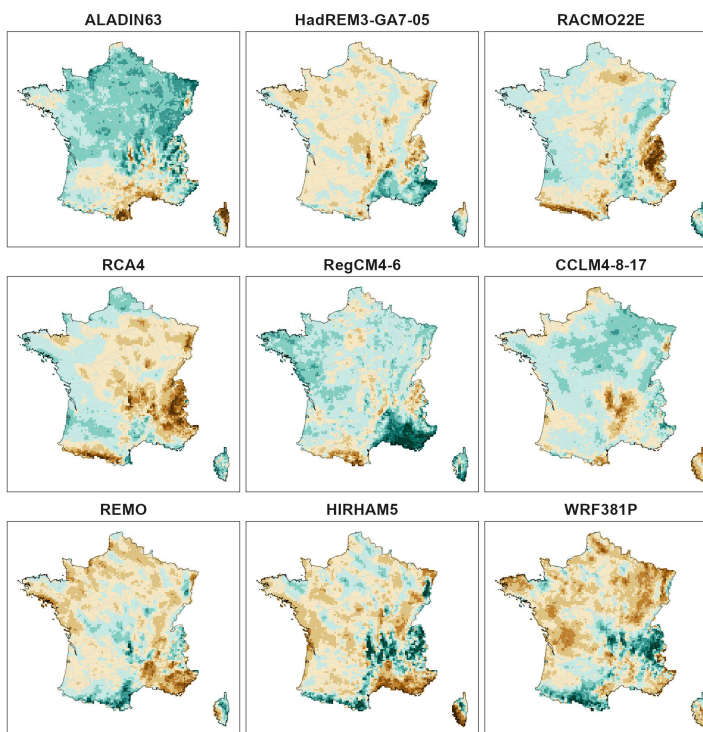 ALADIN63
HadREM3-GA7-05
RACMO22E
RCA4
RegCM4-6
CCLM4-8-17
REMO
HIRHAM5
WRF381P